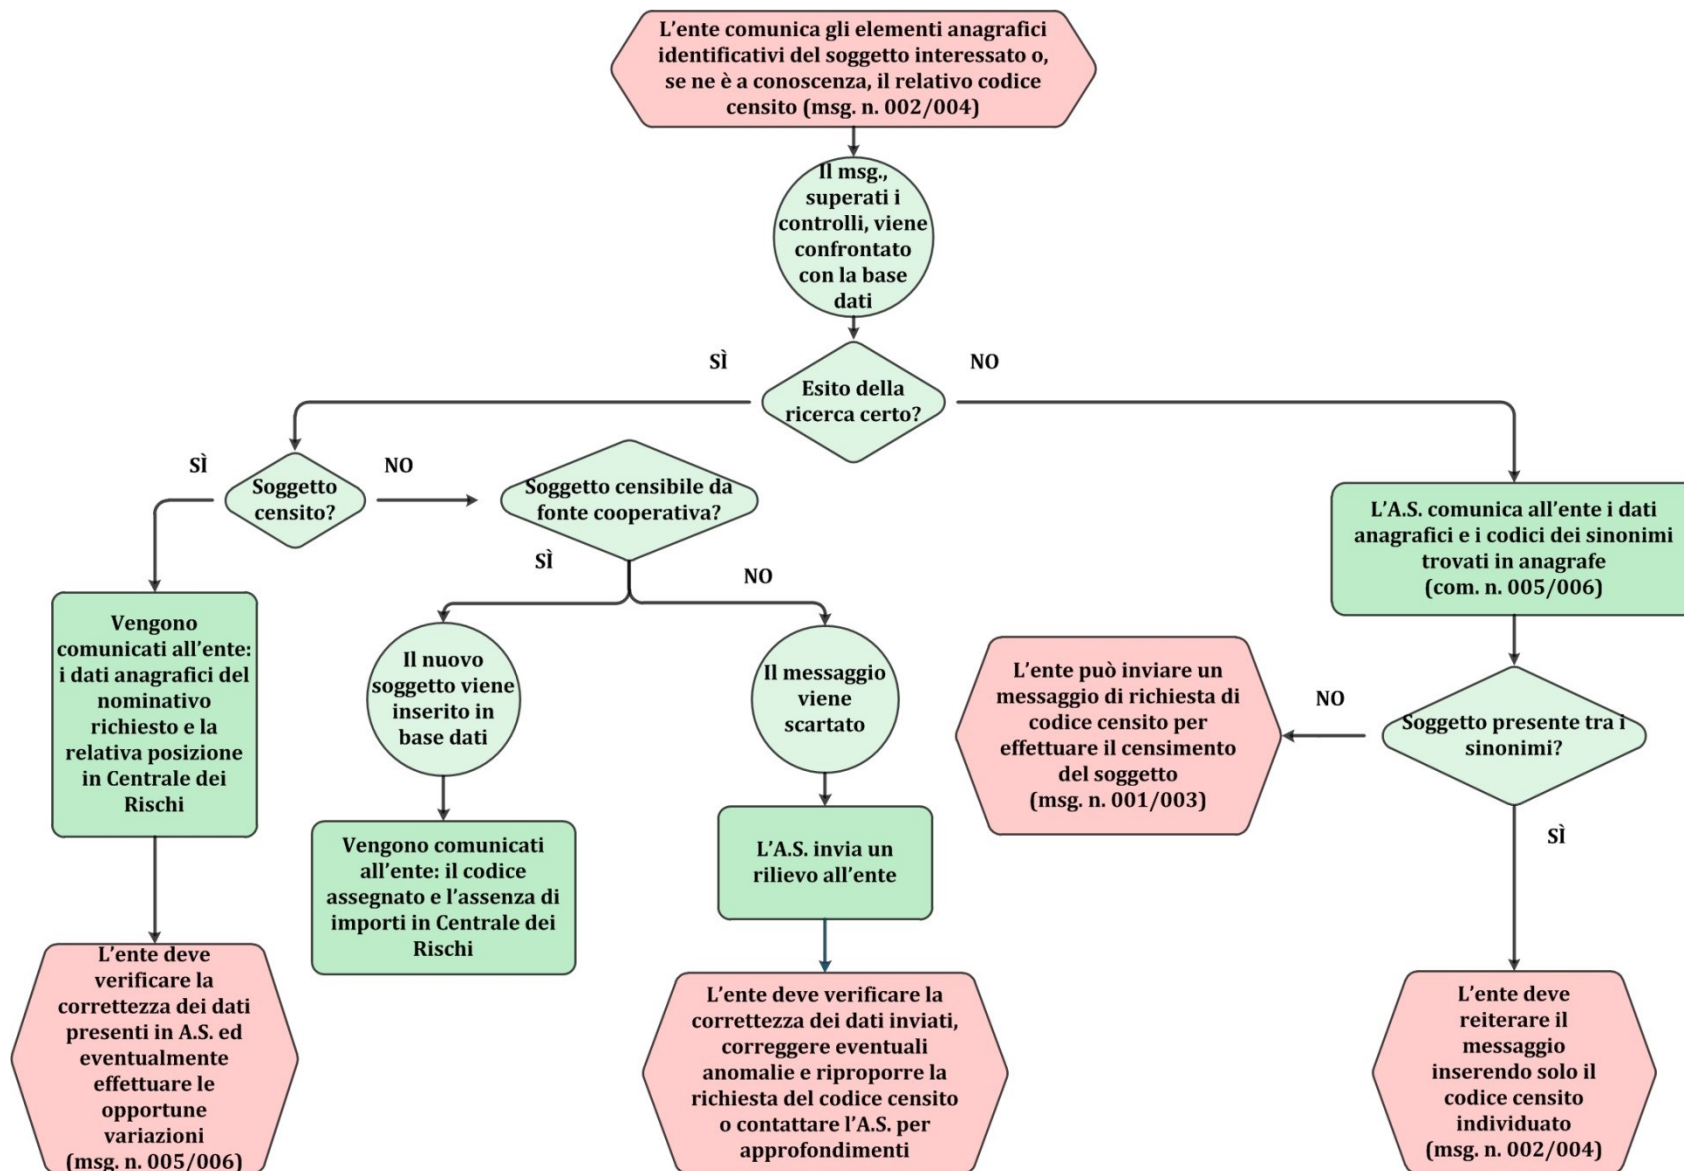 L’ente comunica gli elementi anagrafici
identificativi del soggetto interessato o,
se ne è a conoscenza, il relativo codice
censito (msg. n. 002/004)
Il msg.,
superati i
controlli, viene
confrontato
con la base
dati
SÌ
NO
Esito della
ricerca certo?
SÌ
NO
Soggetto
censito?
Soggetto censibile da
fonte cooperativa?
L’A.S. comunica all’ente i dati
anagrafici e i codici dei sinonimi
trovati in anagrafe
(com. n. 005/006)
SÌ
NO
Vengono
comunicati all’ente:
i dati anagrafici del
nominativo
richiesto e la
relativa posizione
in Centrale dei
Rischi
Il nuovo
soggetto viene
inserito in
base dati
Il messaggio
viene
scartato
L’ente può inviare un
messaggio di richiesta di
codice censito per
effettuare il censimento
del soggetto
(msg. n. 001/003)
NO
Soggetto presente tra i
sinonimi?
SÌ
Vengono comunicati
all’ente: il codice
assegnato e l’assenza di
importi in Centrale dei
Rischi
L’A.S. invia un
rilievo all’ente
L’ente deve
verificare la
correttezza dei dati
presenti in A.S. ed
eventualmente
effettuare le
opportune
variazioni
(msg. n. 005/006)
L’ente deve verificare la
correttezza dei dati inviati,
correggere eventuali
anomalie e riproporre la
richiesta del codice censito
o contattare l’A.S. per
approfondimenti
L’ente deve
reiterare il
messaggio
inserendo solo il
codice censito
individuato
(msg. n. 002/004)